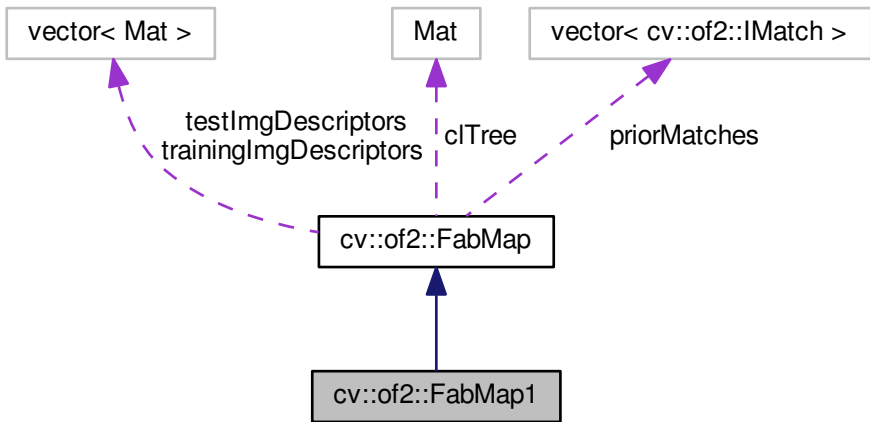 vector< Mat >
Mat
vector< cv::of2::IMatch >
testImgDescriptors
trainingImgDescriptors
clTree
priorMatches
cv::of2::FabMap
cv::of2::FabMap1